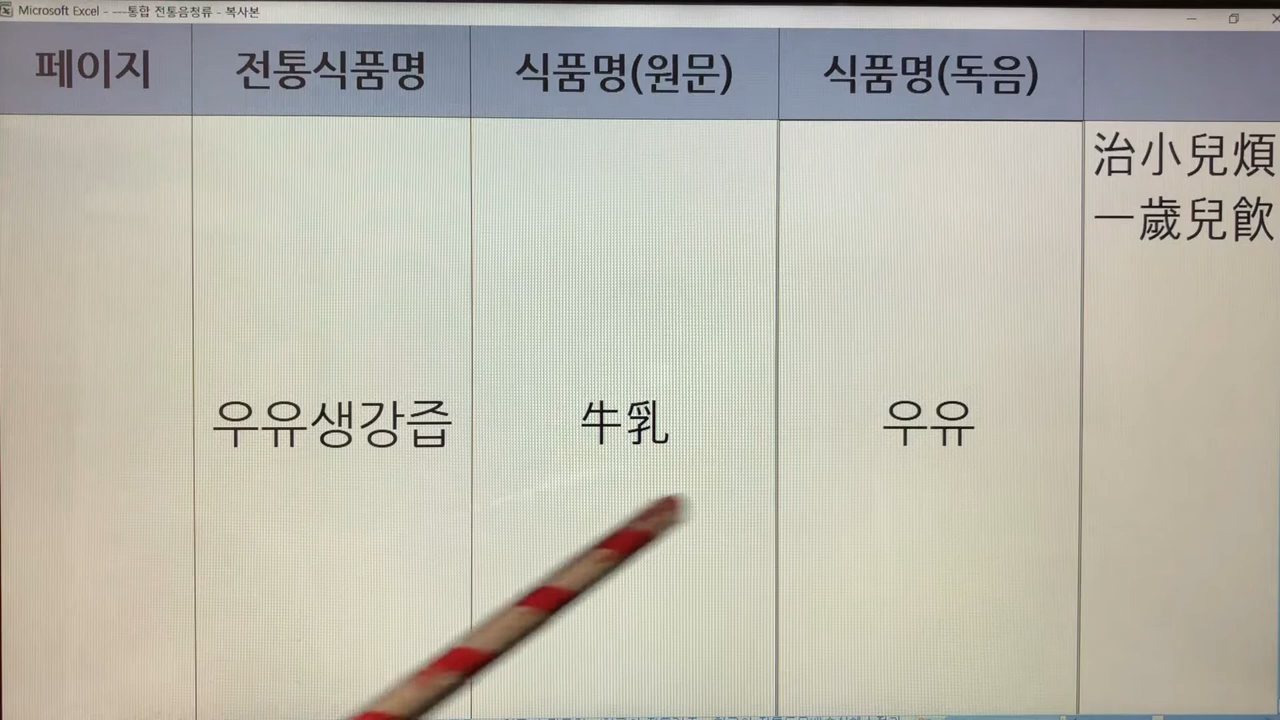 Microsoft Excel - ---통합 전통음청류 - 복사본
페이지 전통식품명 식품명(원문) 식품명(독음)
治小兒煩
一歲兒飮
우유생강즙 牛乳 우유